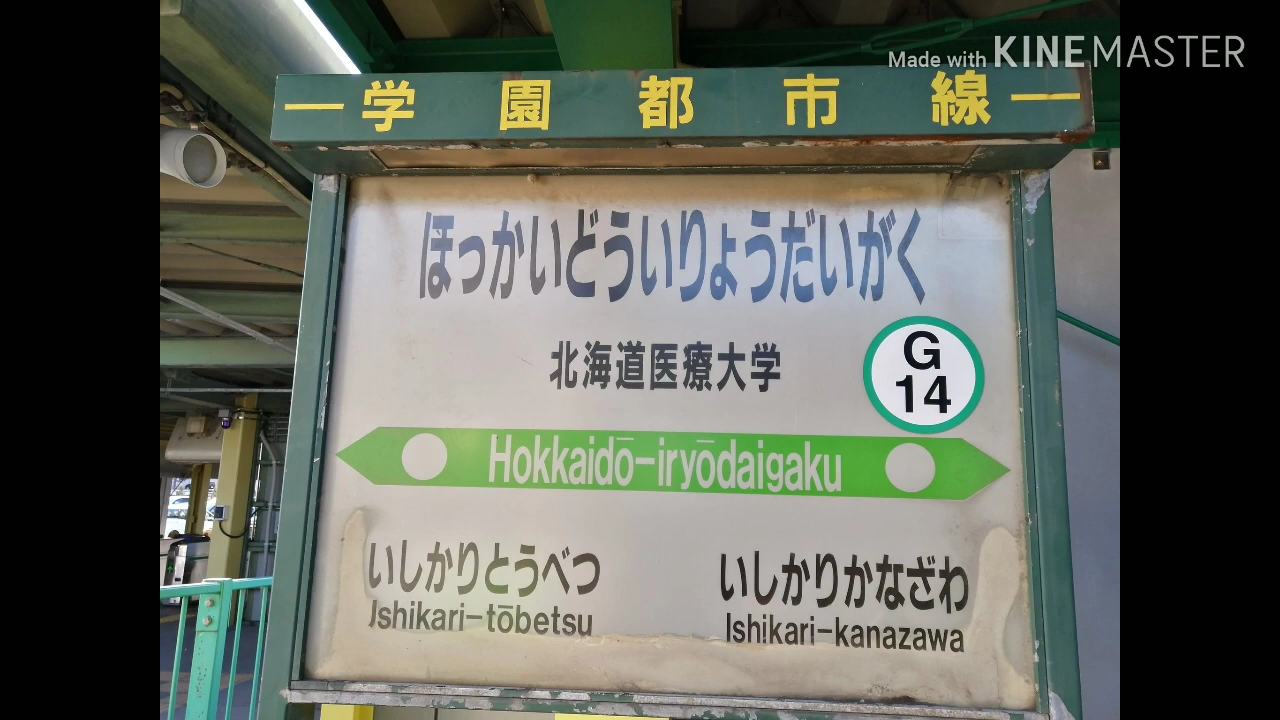 Made with KINEMASTER
—学園都市線—
ほっかいどういりょうだいがく
北海道医療大学
G
14
Hokkaidō-iryōdaigaku
いしかりとうべつ
Ishikari-tōbetsu
いしかりかなざわ
Ishikari-kanazawa